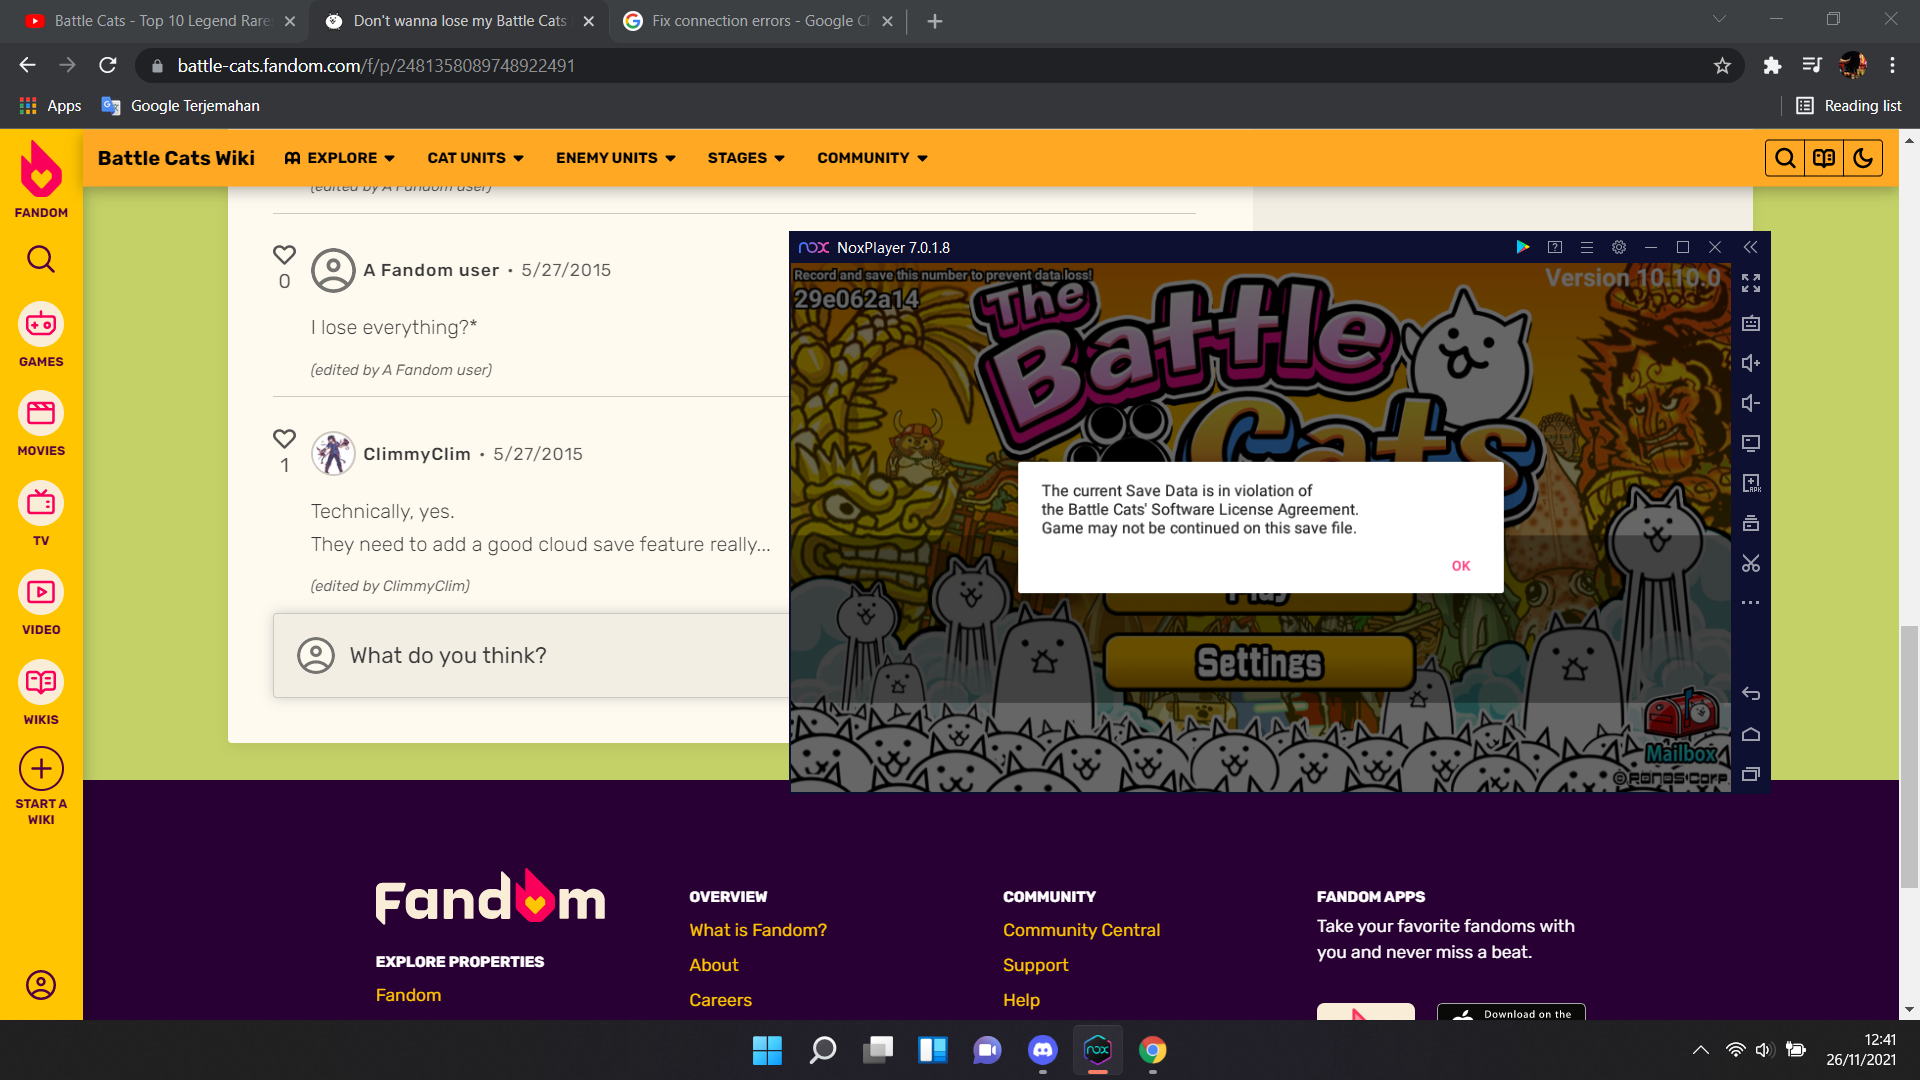 Battle Cats - Top 10 Legend Rare
Don't wanna lose my Battle Cats
Fix connection errors - Google Ch
battle-cats.fandom.com/f/p/2481358089748922491
Apps
Google Terjemahan
Reading list
FANDOM
GAMES
MOVIES
TV
VIDEO
WIKIS
START A
WIKI
Battle Cats Wiki
EXPLORE
CAT UNITS
ENEMY UNITS
STAGES
COMMUNITY
(edited by A Fandom user)
0
A Fandom user • 5/27/2015
I lose everything?*
(edited by A Fandom user)
1
ClimmyClim • 5/27/2015
Technically, yes.
They need to add a good cloud save feature really...
(edited by ClimmyClim)
What do you think?
nox NoxPlayer 7.0.1.8
Record and save this number to prevent data loss!
29e062a14
Version 10.10.0
The
Battle
Cats
The current Save Data is in violation of
the Battle Cats' Software License Agreement.
Game may not be continued on this save file.
OK
Play
Settings
Mailbox
©PONOS Corp.
APK
Fandom
EXPLORE PROPERTIES
Fandom
OVERVIEW
What is Fandom?
About
Careers
COMMUNITY
Community Central
Support
Help
FANDOM APPS
Take your favorite fandoms with
you and never miss a beat.
Download on the
nox
12:41
26/11/2021